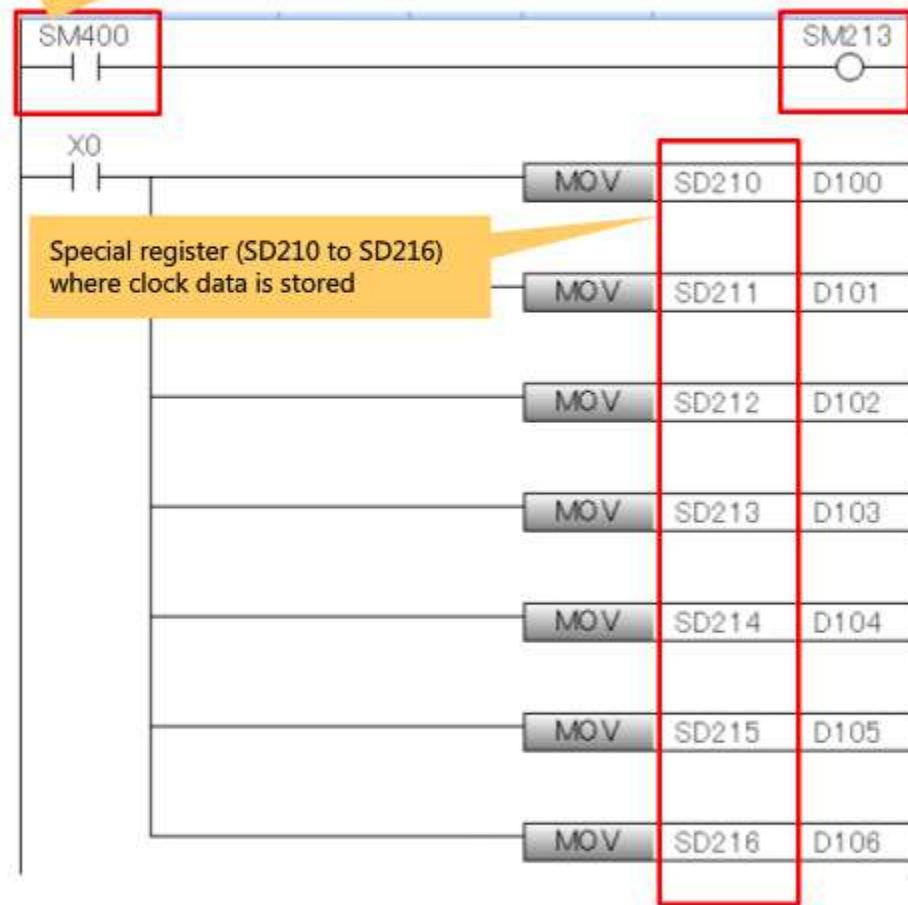 SM400 SM213
X0
MOV SD210 D100
Special register (SD210 to SD216)
where clock data is stored
MOV SD211 D101
MOV SD212 D102
MOV SD213 D103
MOV SD214 D104
MOV SD215 D105
MOV SD216 D106